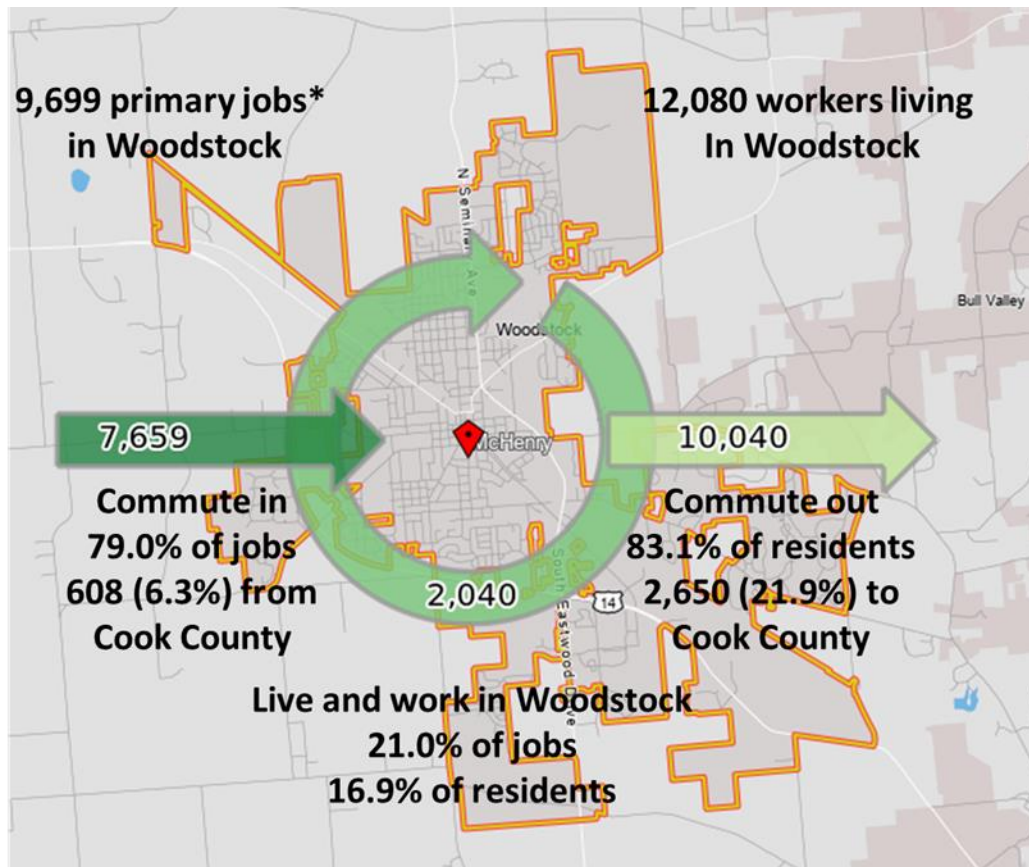 9,699 primary jobs*
in Woodstock
12,080 workers living
In Woodstock
N Seminary Ave
Bull Valley
Woodstock
7,659
McHenry
10,040
Commute in
79.0% of jobs
608 (6.3%) from
Cook County
Commute out
83.1% of residents
2,650 (21.9%) to
Cook County
2,040
14
South Eastwood Drive
Live and work in Woodstock
21.0% of jobs
16.9% of residents